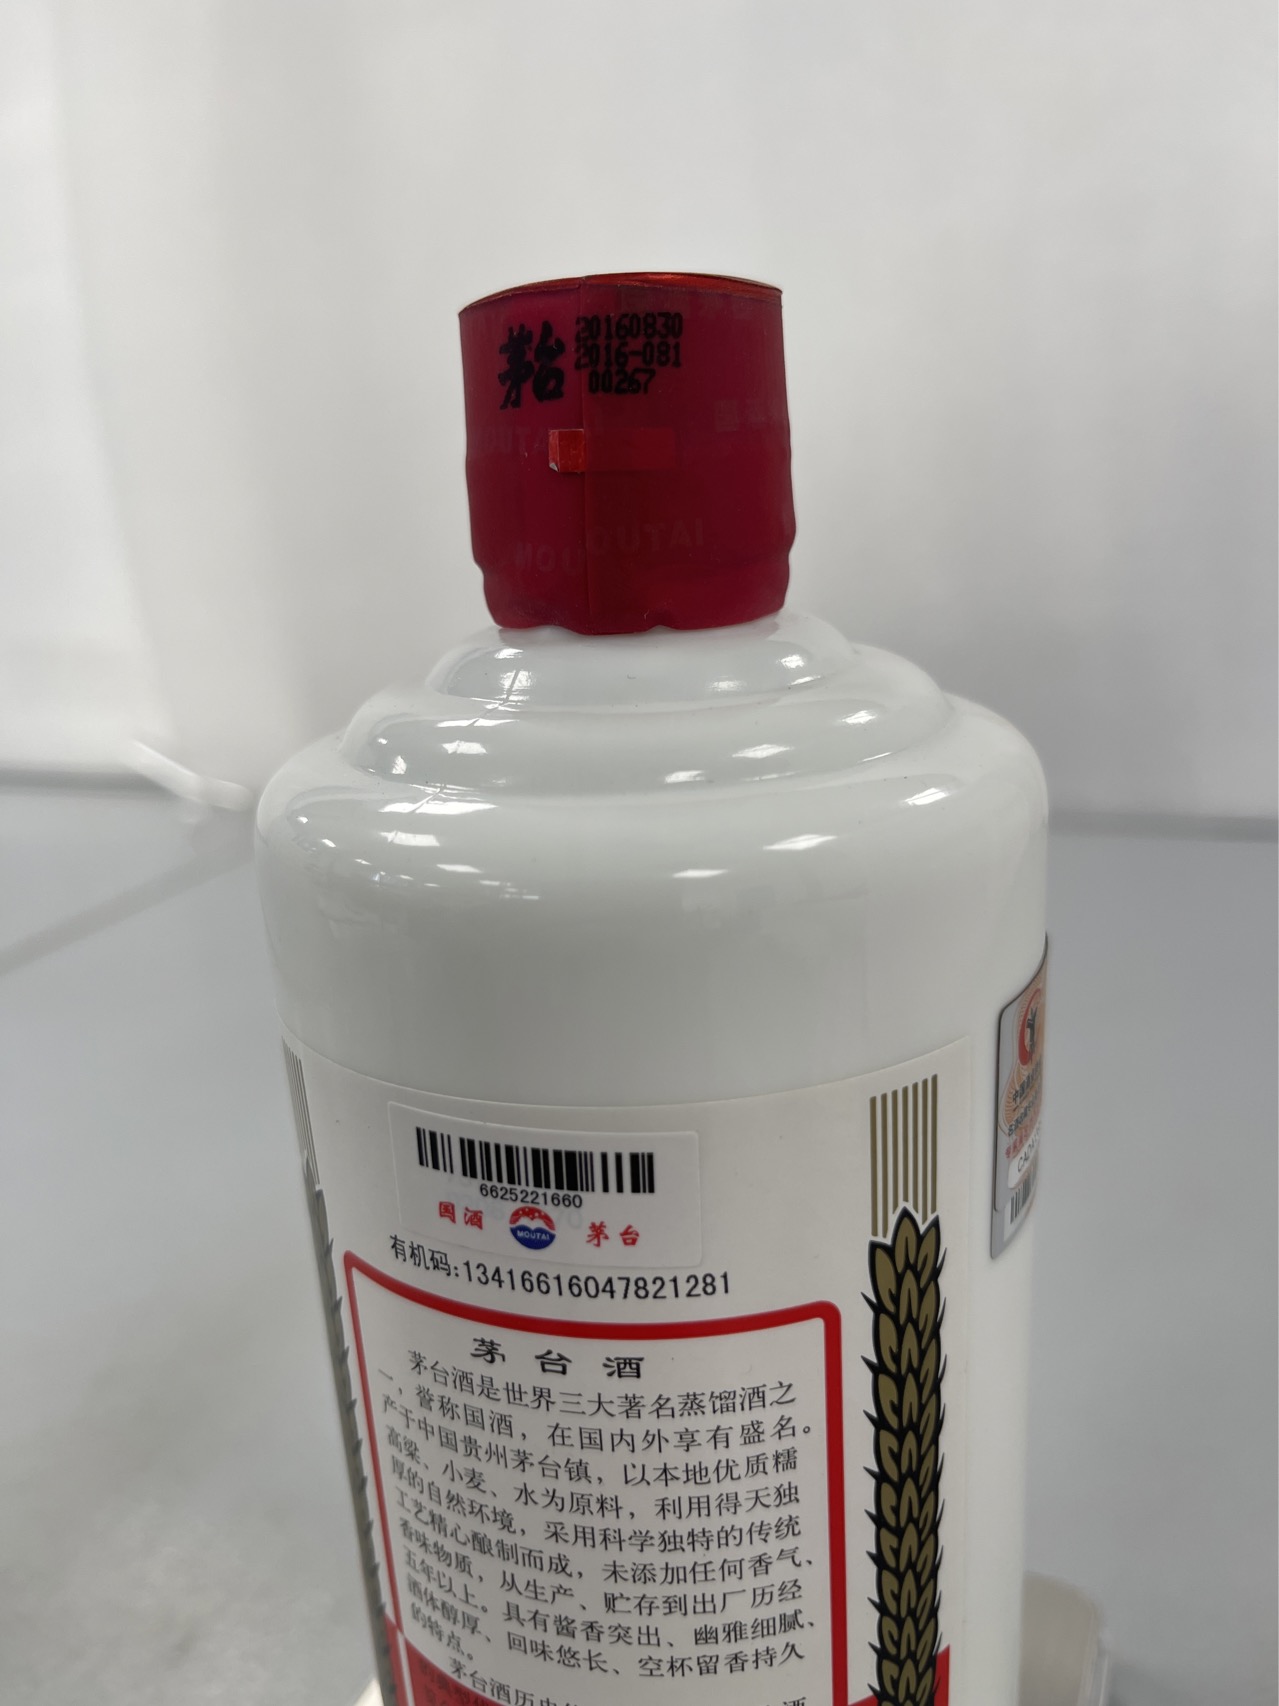 茅台
20160830
2016-081
00267
MOUTAI
6625221660
国酒 MOUTAI 茅台
有机码:13416616047821281
茅台酒
茅台酒是世界三大著名蒸馏酒之
一，誉称国酒，在国内外享有盛名。
产于中国贵州茅台镇，以本地优质糯
高粱、小麦、水为原料，利用得天独
厚的自然环境，采用科学独特的传统
工艺精心酿制而成，未添加任何香气、
香味物质，从生产、贮存到出厂历经
五年以上。具有酱香突出、幽雅细腻、
酒体醇厚、回味悠长、空杯留香持久
的特点。
茅台酒历史